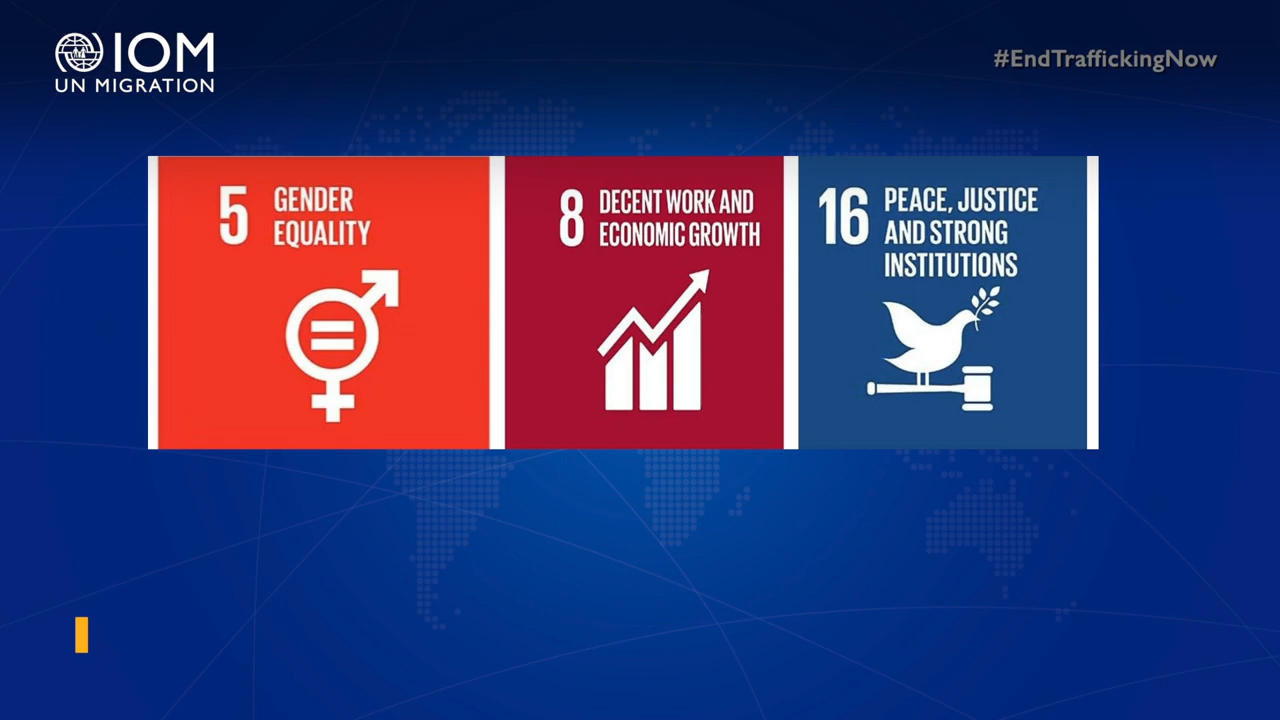 IOM
UN MIGRATION
#EndTraffickingNow
5 GENDER
EQUALITY
8 DECENT WORK AND
ECONOMIC GROWTH
16 PEACE, JUSTICE
AND STRONG
INSTITUTIONS